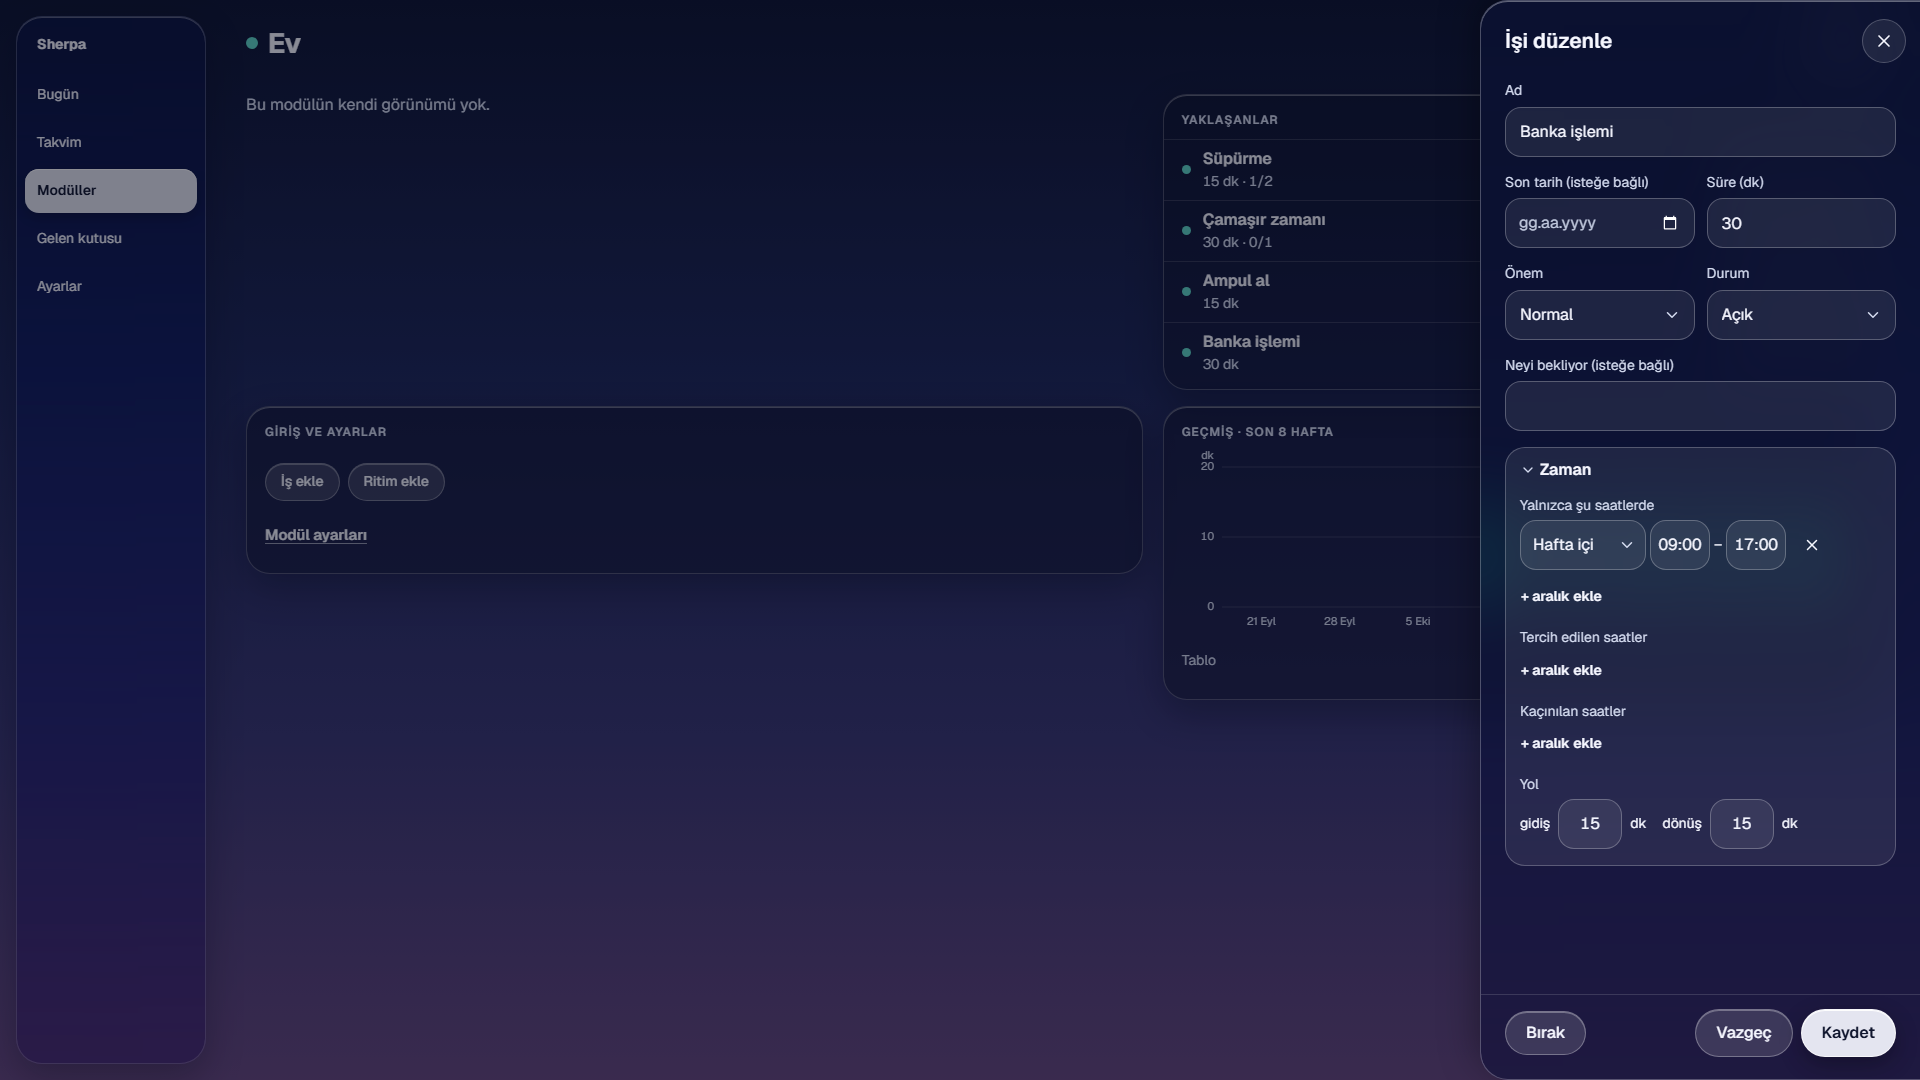 Sherpa
Bugün
Takvim
Modüller
Gelen kutusu
Ayarlar
Ev
Bu modülün kendi görünümü yok.
YAKLAŞANLAR
Süpürme
15 dk · 1/2
Çamaşır zamanı
30 dk · 0/1
Ampul al
15 dk
Banka işlemi
30 dk
GİRİŞ VE AYARLAR
İş ekle
Ritim ekle
Modül ayarları
GEÇMİŞ · SON 8 HAFTA
dk
20
10
0
21 Eyl
28 Eyl
5 Eki
Tablo
İşi düzenle
Ad
Banka işlemi
Son tarih (isteğe bağlı)
Süre (dk)
gg.aa.yyyy
30
Önem
Durum
Normal
Açık
Neyi bekliyor (isteğe bağlı)
Zaman
Yalnızca şu saatlerde
Hafta içi 09:00 – 17:00
+ aralık ekle
Tercih edilen saatler
+ aralık ekle
Kaçınılan saatler
+ aralık ekle
Yol
gidiş 15 dk dönüş 15 dk
Bırak
Vazgeç
Kaydet